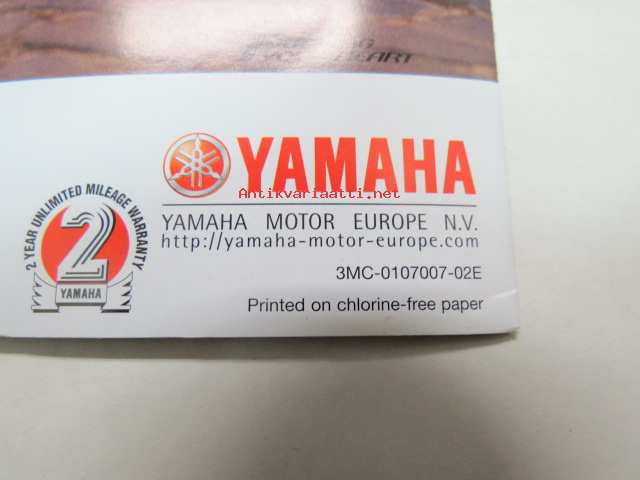 YAMAHA
Antikvariaatti.net
YAMAHA MOTOR EUROPE N.V.
http://yamaha-motor-europe.com
3MC-0107007-02E
Printed on chlorine-free paper
2 YEAR UNLIMITED MILEAGE WARRANTY
2
YAMAHA